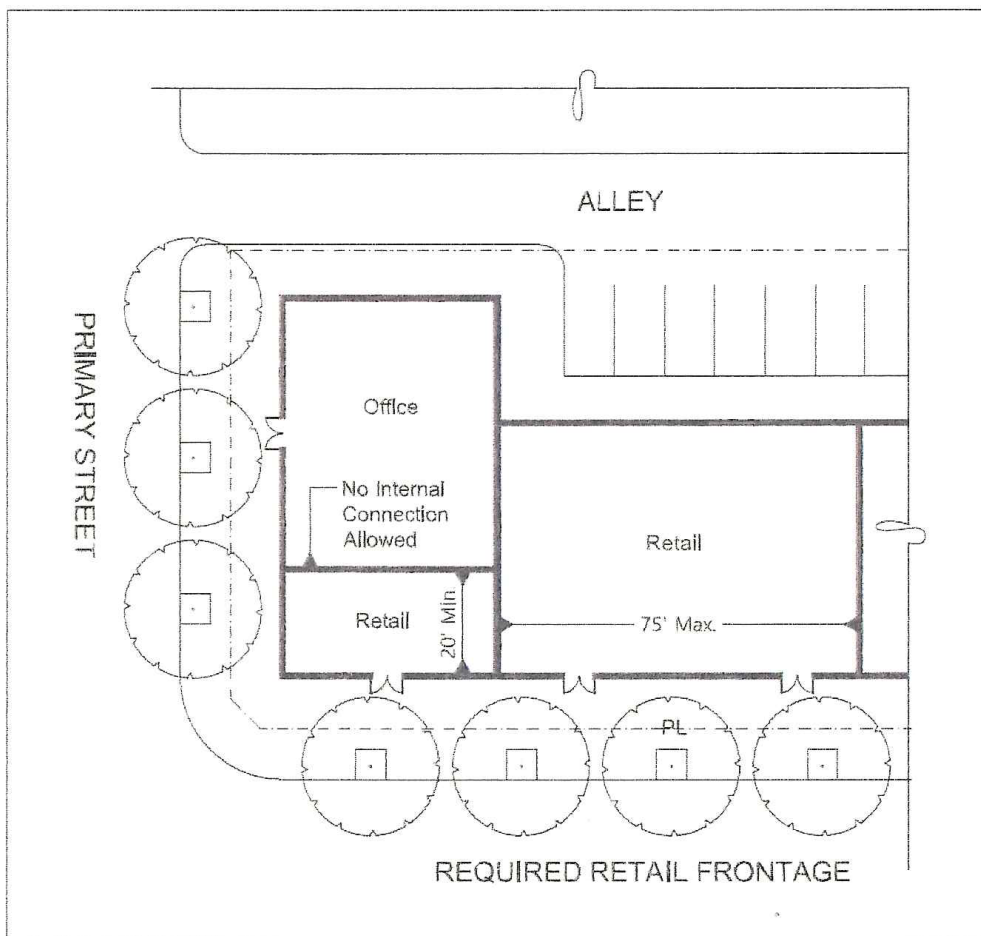 ALLEY
PRIMARY STREET
Office
No Internal
Connection
Allowed
Retail
Retail
20' Min.
75' Max.
PL
REQUIRED RETAIL FRONTAGE